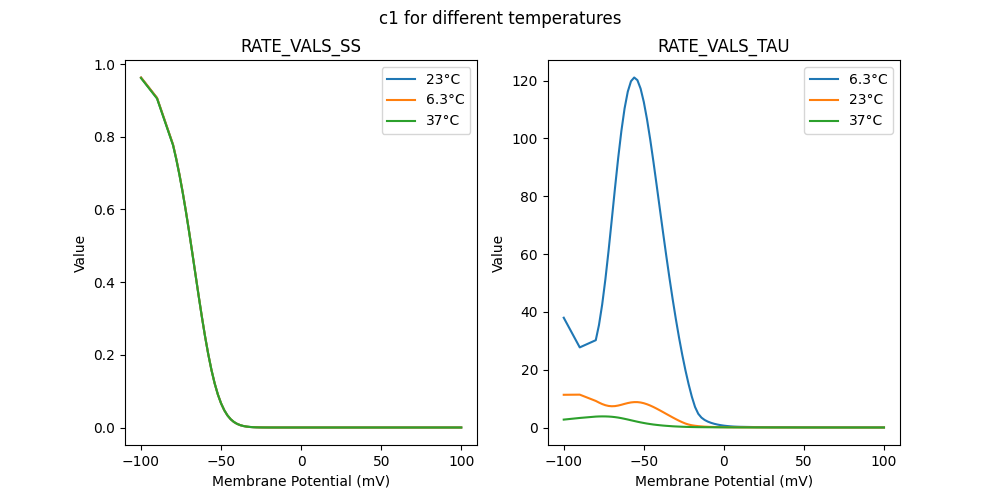 c1 for different temperatures
RATE_VALS_SS
RATE_VALS_TAU
1.0
0.8
0.6
0.4
0.2
0.0
Value
23°C
6.3°C
37°C
−100
−50
0
50
100
Membrane Potential (mV)
120
100
80
60
40
20
0
Value
6.3°C
23°C
37°C
−100
−50
0
50
100
Membrane Potential (mV)